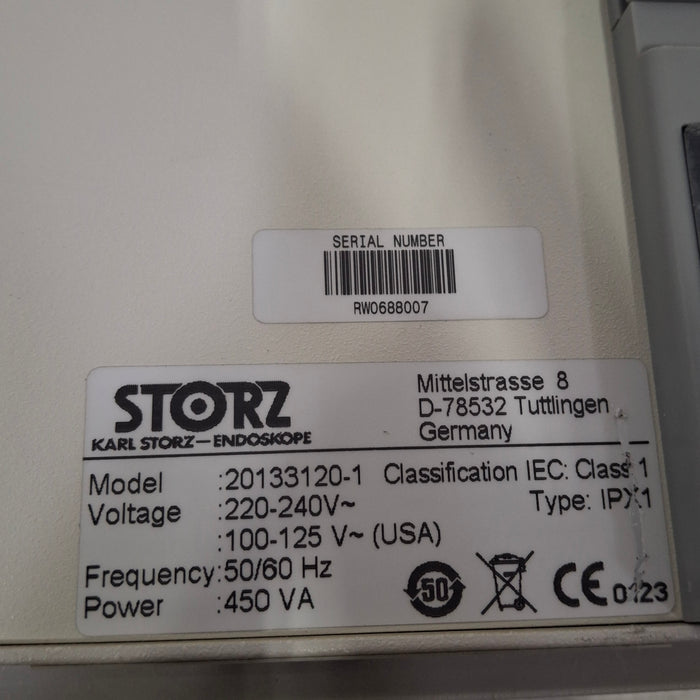 SERIAL NUMBER
RW0688007
STORZ
KARL STORZ—ENDOSKOPE
Mittelstrasse 8
D-78532 Tuttlingen
Germany
Model :20133120-1 Classification IEC: Class 1
Voltage :220-240V~ Type: IPX1
:100-125 V~ (USA)
Frequency:50/60 Hz
Power :450 VA
50
CE 0123